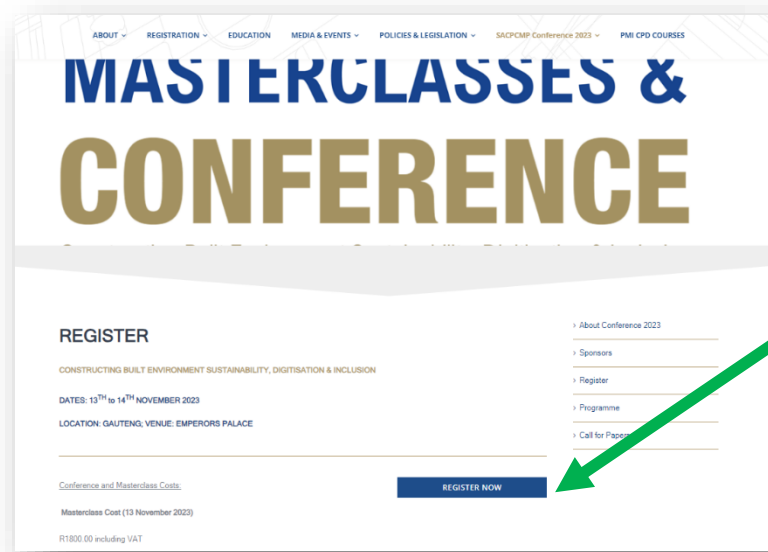 ABOUT REGISTRATION EDUCATION MEDIA & EVENTS POLICIES & LEGISLATION SACPCMP Conference 2023 PMI CPD COURSES
MASTERCLASSES &
CONFERENCE
REGISTER
CONSTRUCTING BUILT ENVIRONMENT SUSTAINABILITY, DIGITISATION & INCLUSION
DATES: 13TH to 14TH NOVEMBER 2023
LOCATION: GAUTENG; VENUE: EMPERORS PALACE
> About Conference 2023
> Sponsors
> Register
> Programme
> Call for Papers
Conference and Masterclass Costs:
REGISTER NOW
Masterclass Cost (13 November 2023)
R1800.00 including VAT